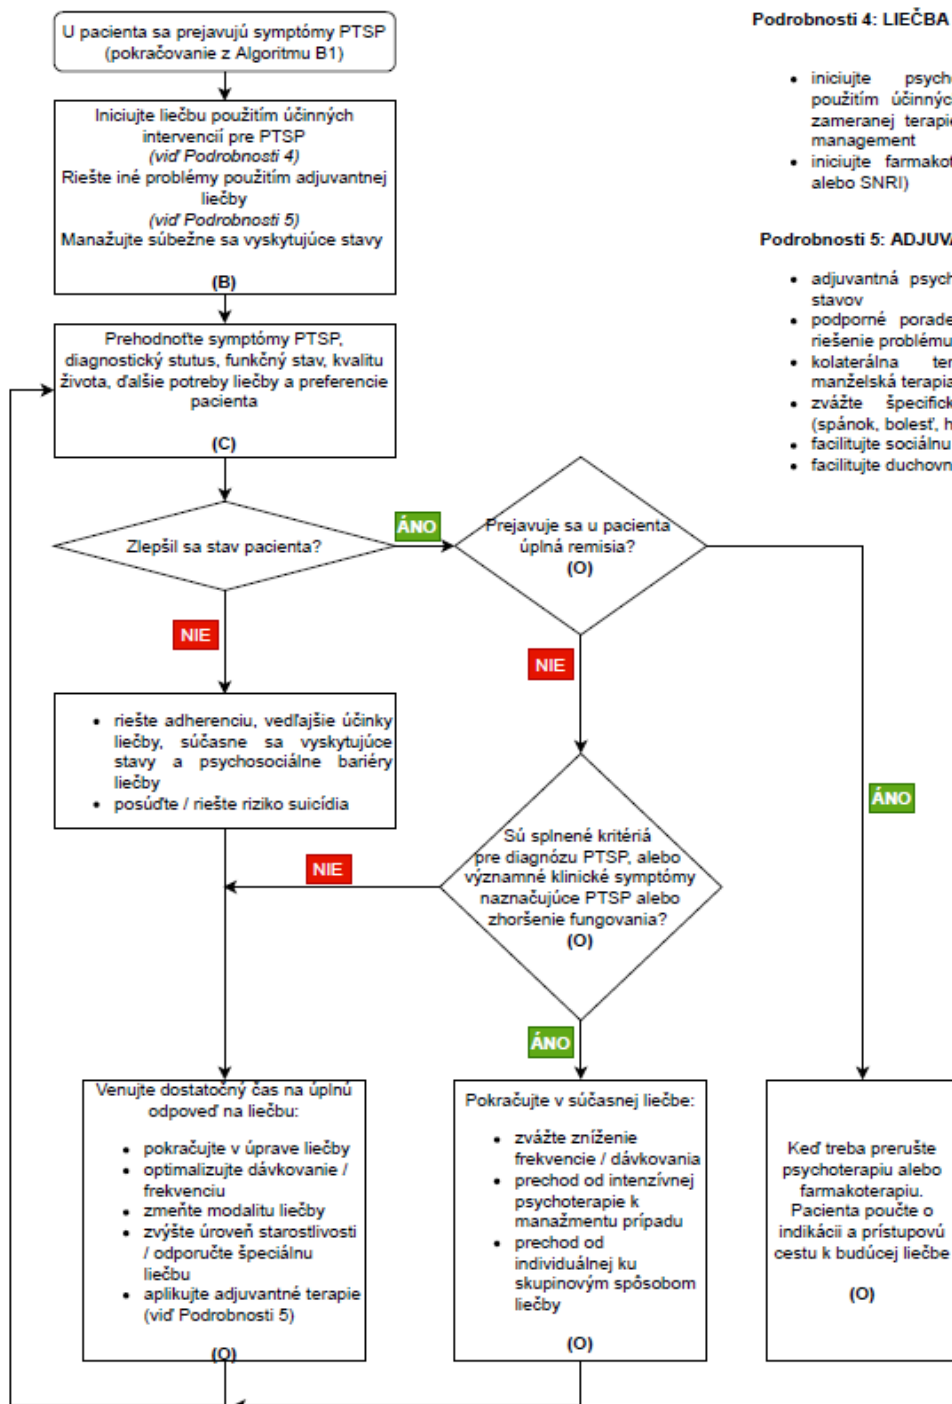 U pacienta sa prejavujú symptómy PTSP
(pokračovanie z Algoritmu B1)
Iniciujte liečbu použitím účinných
intervencií pre PTSP
(viď Podrobnosti 4)
Riešte iné problémy použitím adjuvantnej
liečby
(viď Podrobnosti 5)
Manažujte súbežne sa vyskytujúce stavy
(B)
Prehodnoťte symptómy PTSP,
diagnostický stutus, funkčný stav, kvalitu
života, ďalšie potreby liečby a preferencie
pacienta
(C)
Zlepšil sa stav pacienta?
ÁNO
Prejavuje sa u pacienta
úplná remisia?
(O)
NIE
NIE
ÁNO
• riešte adherenciu, vedľajšie účinky
liečby, súčasne sa vyskytujúce
stavy a psychosociálne bariéry
liečby
• posúďte / riešte riziko suicídia
Sú splnené kritériá
pre diagnózu PTSP, alebo
významné klinické symptómy
naznačujúce PTSP alebo
zhoršenie fungovania?
(O)
NIE
ÁNO
Venujte dostatočný čas na úplnú
odpoveď na liečbu:
• pokračujte v úprave liečby
• optimalizujte dávkovanie /
frekvenciu
• zmeňte modalitu liečby
• zvýšte úroveň starostlivosti
/ odporučte špeciálnu
liečbu
• aplikujte adjuvantné terapie
(viď Podrobnosti 5)
(O)
Pokračujte v súčasnej liečbe:
• zvážte zníženie
frekvencie / dávkovania
• prechod od intenzívnej
psychoterapie k
manažmentu prípadu
• prechod od
individuálnej ku
skupinovým spôsobom
liečby
(O)
Keď treba prerušte
psychoterapiu alebo
farmakoterapiu.
Pacienta poučte o
indikácii a prístupovú
cestu k budúcej liečbe
(O)
Podrobnosti 4: LIEČBA
• iniciujte
použitím
zameranej
management
• iniciujte
alebo SNRI)
Podrobnosti 5:
• adjuvantná
stavov
• podporné
riešenie problému
• kolaterálna
manželská terapia
• zvážte
(spánok, bolesť,
• facilitujte sociálnu
• facilitujte